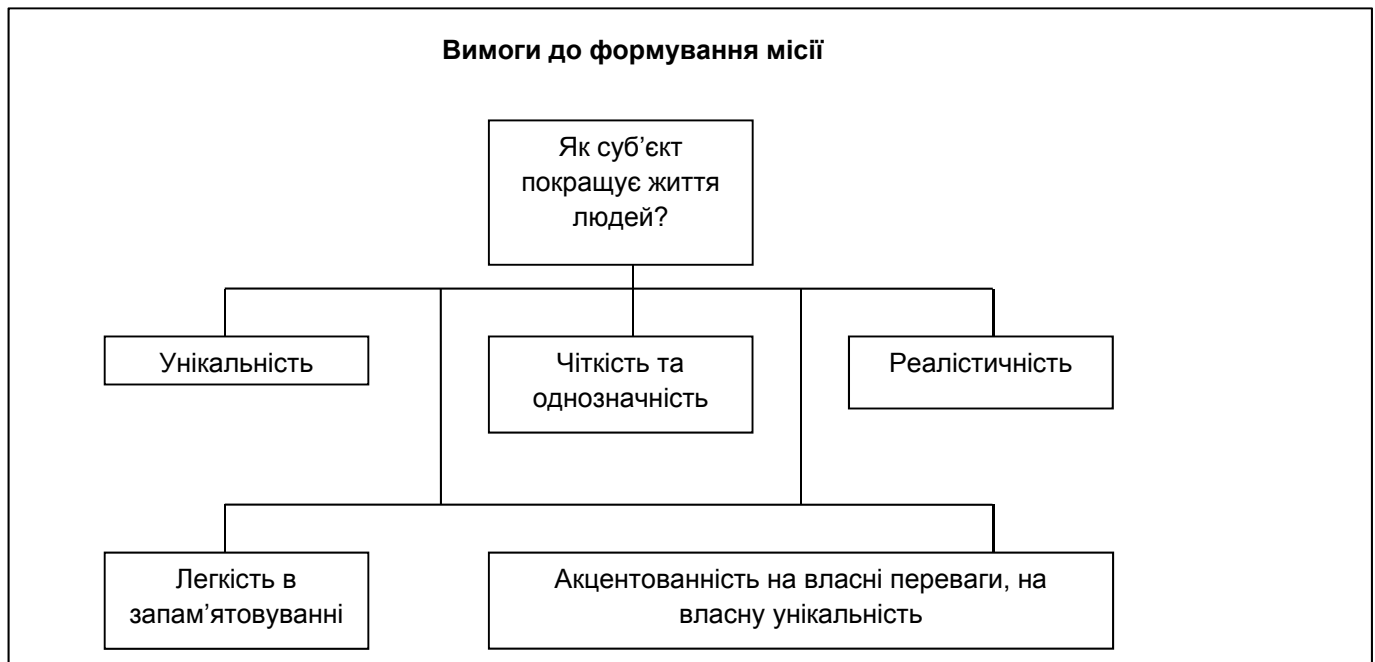 Вимоги до формування місії
Як суб’єкт
покращує життя
людей?
Унікальність
Чіткість та
однозначність
Реалістичність
Легкість в
запам’ятовуванні
Акцентованність на власні переваги, на
власну унікальність